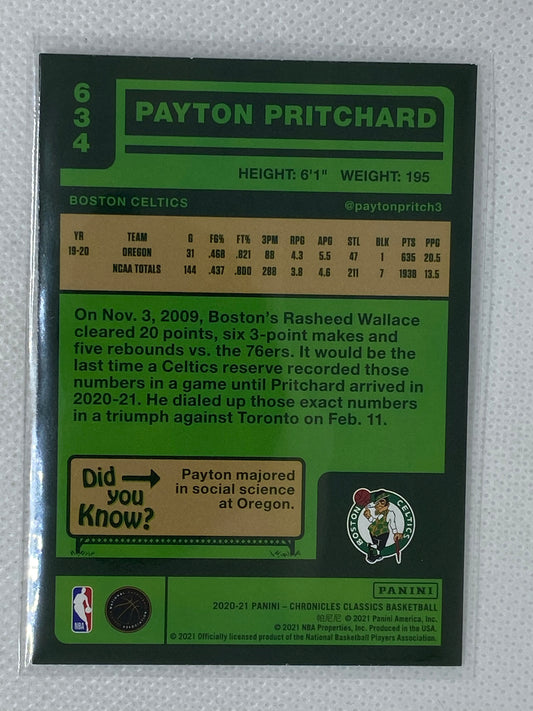 634
PAYTON PRITCHARD
HEIGHT: 6'1" WEIGHT: 195
BOSTON CELTICS @paytonpritch3
YR TEAM G FG% FT% 3PM RPG APG STL BLK PTS PPG
19-20 OREGON 31 .468 .821 88 4.3 5.5 47 1 635 20.5
NCAA TOTALS 144 .437 .800 288 3.8 4.6 211 7 1938 13.5
On Nov. 3, 2009, Boston's Rasheed Wallace
cleared 20 points, six 3-point makes and
five rebounds vs. the 76ers. It would be the
last time a Celtics reserve recorded those
numbers in a game until Pritchard arrived in
2020-21. He dialed up those exact numbers
in a triumph against Toronto on Feb. 11.
Did
you
Know?
Payton majored
in social science
at Oregon.
BOSTON CELTICS
PANINI
NBA
2020-21 PANINI – CHRONICLES CLASSICS BASKETBALL
帕尼尼 © 2021 Panini America, Inc.
© 2021 NBA Properties, Inc. Produced in the USA.
© 2021 Officially licensed product of the National Basketball Players Association.